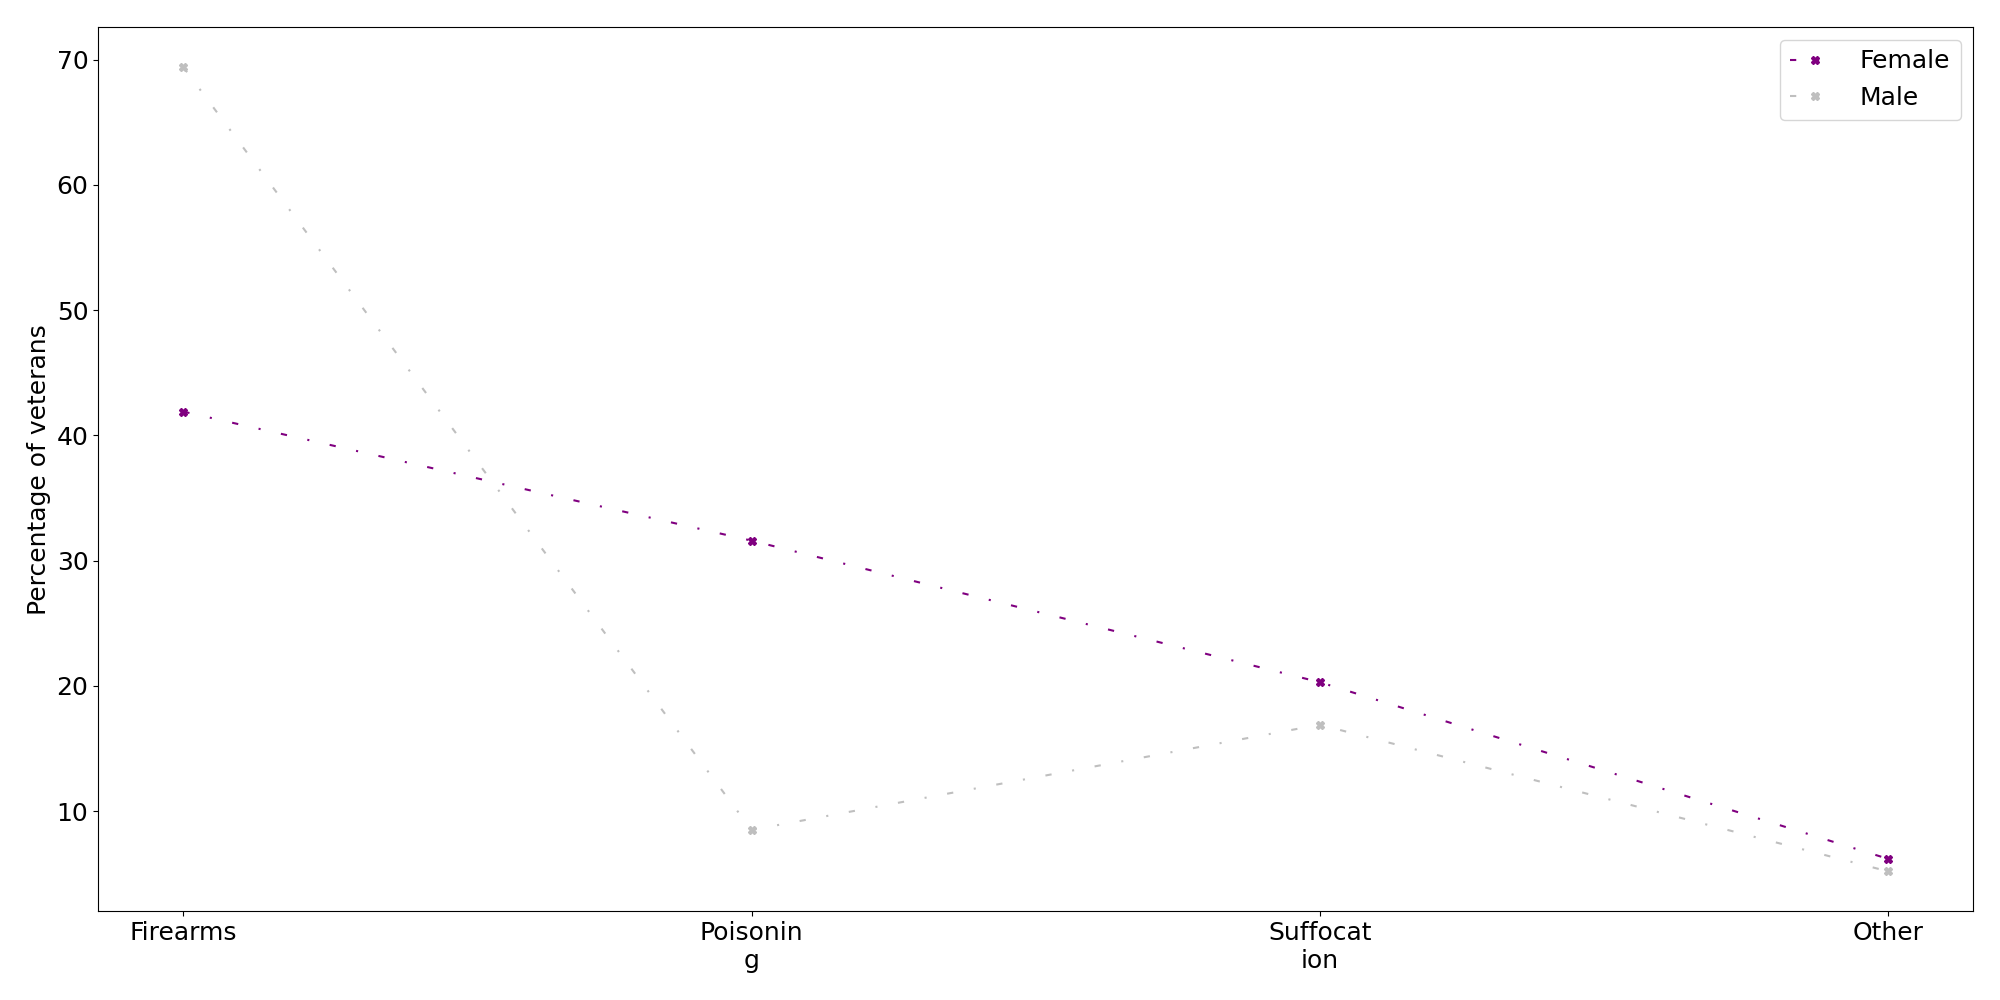 70
60
50
40
30
20
10
Percentage of veterans
Female
Male
Firearms
Poisonin
g
Suffocat
ion
Other